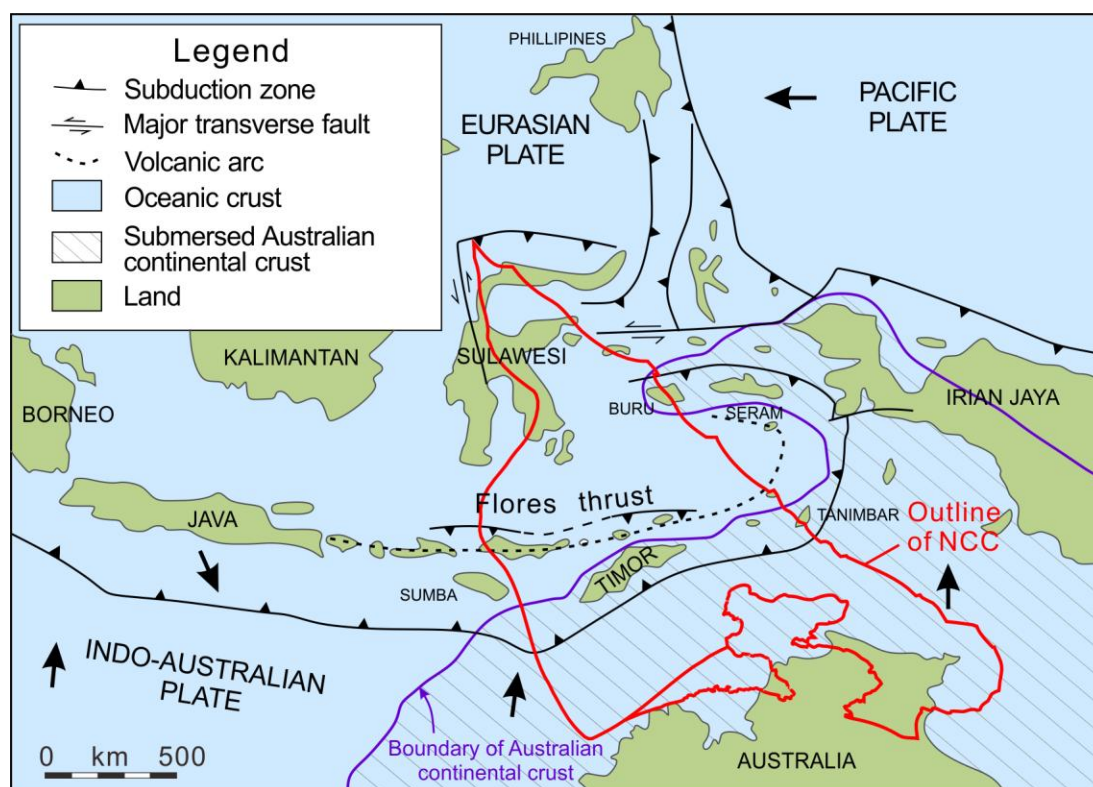 Legend
Subduction zone
Major transverse fault
Volcanic arc
Oceanic crust
Submersed Australian
continental crust
Land
PHILLIPINES
EURASIAN
PLATE
PACIFIC
PLATE
KALIMANTAN
SULAWESI
BORNEO
BURU
SERAM
IRIAN JAYA
Flores thrust
JAVA
TANIMBAR
Outline
of NCC
TIMOR
SUMBA
INDO-AUSTRALIAN
PLATE
Boundary of Australian
continental crust
AUSTRALIA
0 km 500